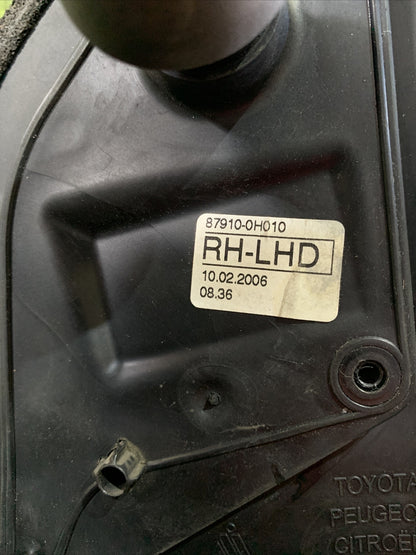 87910-0H010
RH-LHD
10.02.2006
08.36
TOYOTA
PEUGEO
CITROË